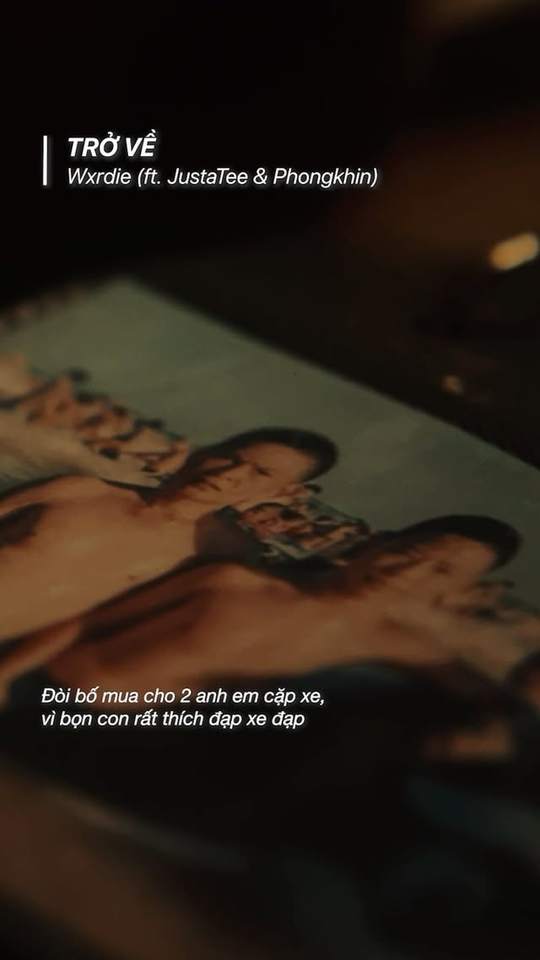 TRỞ VỀ
Wxrdie (ft. JustaTee & Phongkhin)
Đòi bố mua cho 2 anh em cặp xe,
vì bọn con rất thích đạp xe đạp